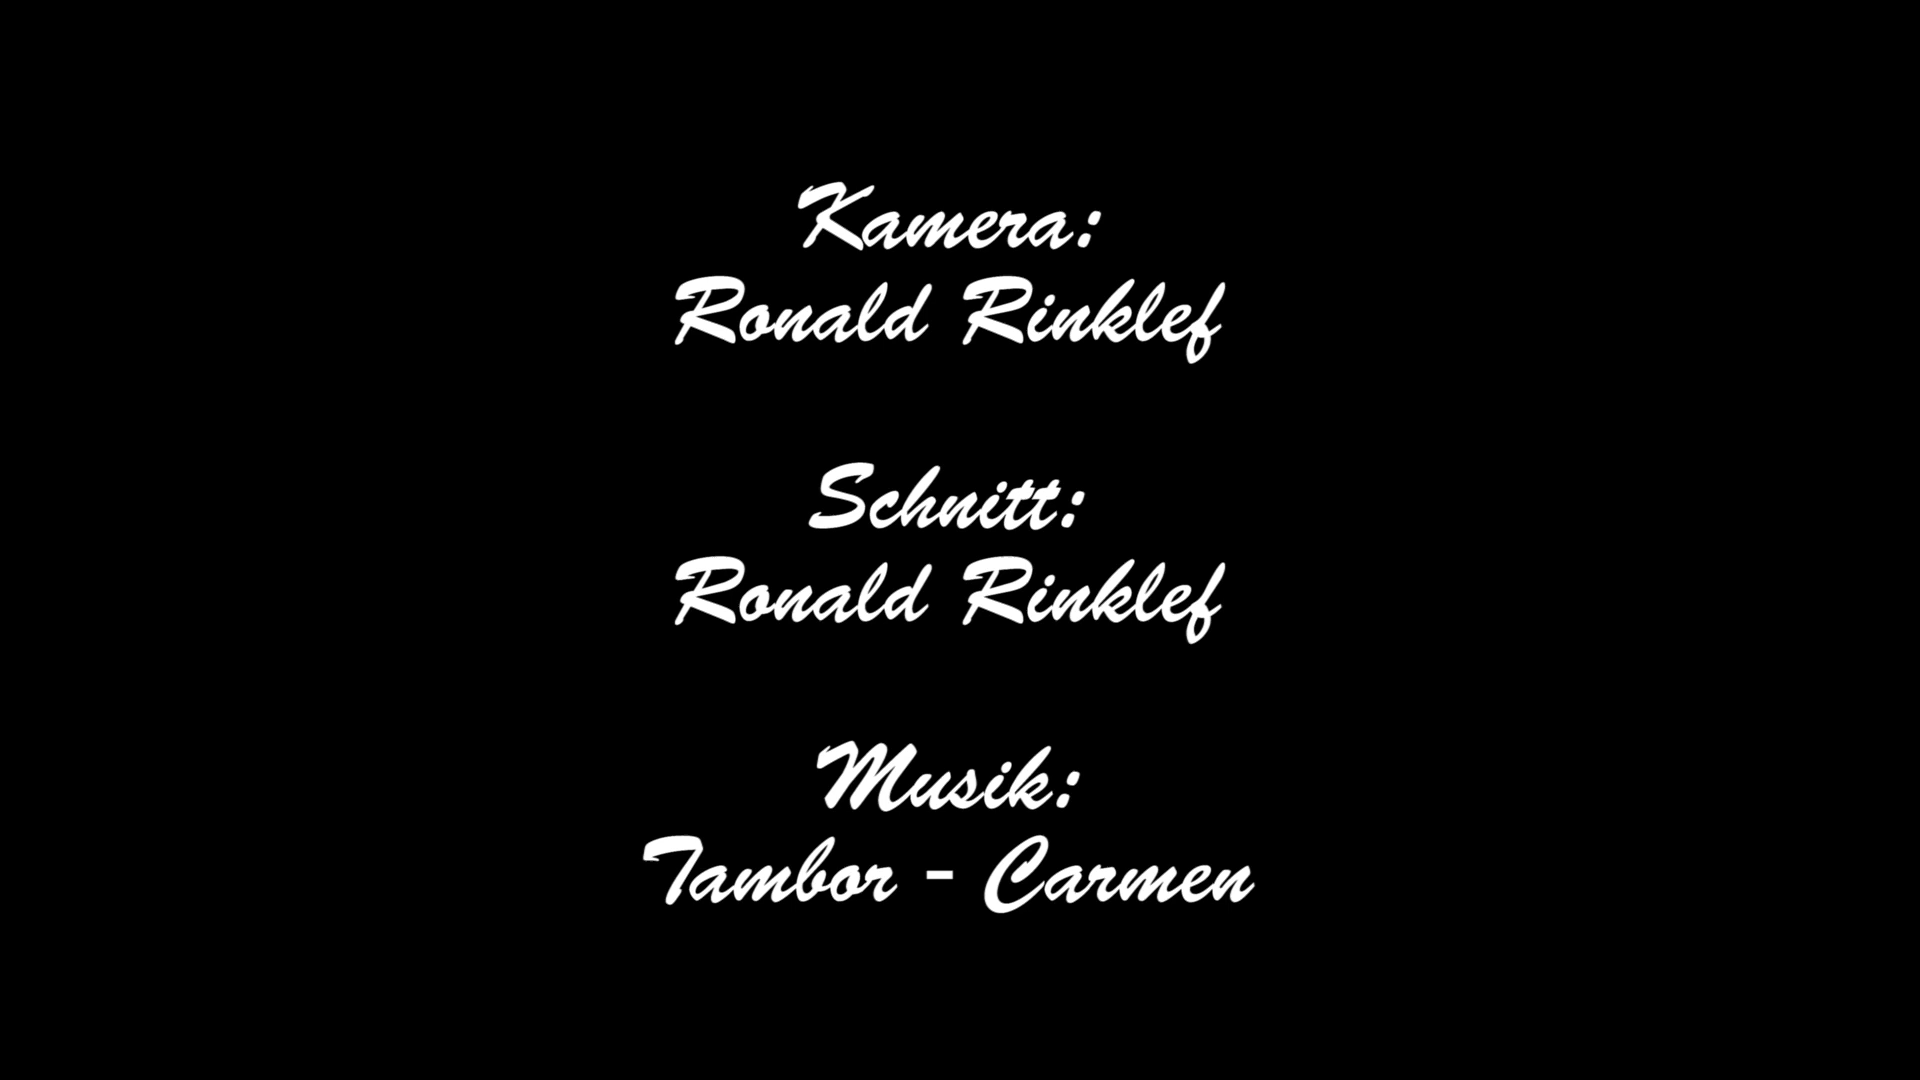 Kamera:
Ronald Rinklef
Schnitt:
Ronald Rinklef
Musik:
Tambor - Carmen